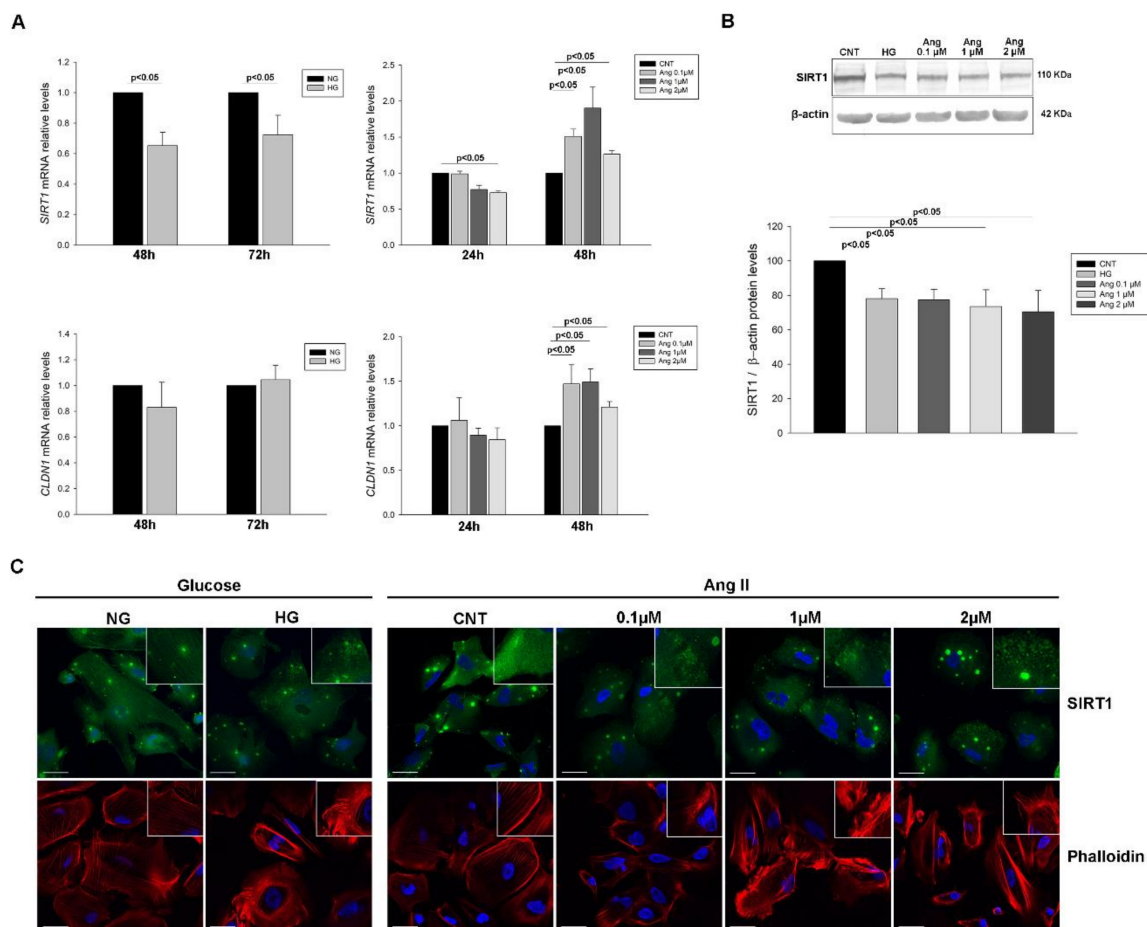 A
SIRT1 mRNA relative levels
1.2
1.0
0.8
0.6
0.4
0.2
0.0
p<0.05
p<0.05
NG
HG
48h
72h
SIRT1 mRNA relative levels
2.5
2.0
1.5
1.0
0.5
0.0
p<0.05
p<0.05
p<0.05
p<0.05
CNT
Ang 0.1µM
Ang 1µM
Ang 2µM
24h
48h
CLDN1 mRNA relative levels
1.4
1.2
1.0
0.8
0.6
0.4
0.2
0.0
NG
HG
48h
72h
CLDN1 mRNA relative levels
2.0
1.5
1.0
0.5
0.0
p<0.05
p<0.05
p<0.05
CNT
Ang 0.1µM
Ang 1µM
Ang 2µM
24h
48h
B
CNT HG Ang 0.1 µM Ang 1 µM Ang 2 µM
SIRT1 110 KDa
β-actin 42 KDa
SIRT1 / β–actin protein levels
120
100
80
60
40
20
0
p<0.05
p<0.05
p<0.05
p<0.05
CNT
HG
Ang 0.1 µM
Ang 1 µM
Ang 2 µM
C
Glucose Ang II
NG HG CNT 0.1µM 1µM 2µM
SIRT1
Phalloidin